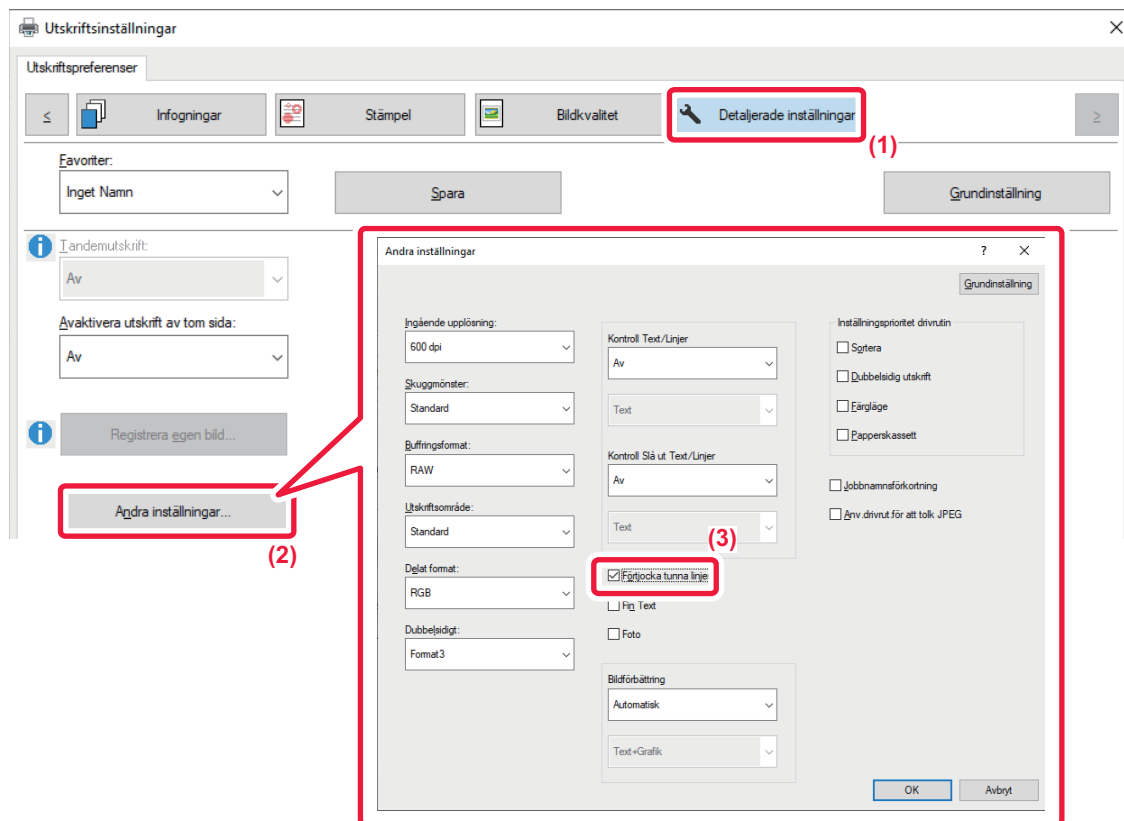 Utskriftsinställningar
Utskriftspreferenser
<
Infogningar
Stämpel
Bildkvalitet
Detaljerade inställningar
>
(1)
Favoriter:
Inget Namn
Spara
Grundinställning
Tandemutskrift:
Av
Avaktivera utskrift av tom sida:
Av
Registrera egen bild...
Andra inställningar...
(2)
Andra inställningar
?
Grundinställning
Ingående upplösning:
600 dpi
Skuggmönster:
Standard
Buffringsformat:
RAW
Utskriftsområde:
Standard
Delat format:
RGB
Dubbelsidigt:
Format3
Kontroll Text/Linjer
Av
Text
Kontroll Slå ut Text/Linjer
Av
Text
(3)
Förtjocka tunna linje
Fin Text
Foto
Bildförbättring
Automatisk
Text+Grafik
Inställningsprioritet drivrutin
Sortera
Dubbelsidig utskrift
Färgläge
Papperskassett
Jobbnamnsförkortning
Anv.drivrut.för att tolk JPEG
OK
Avbryt